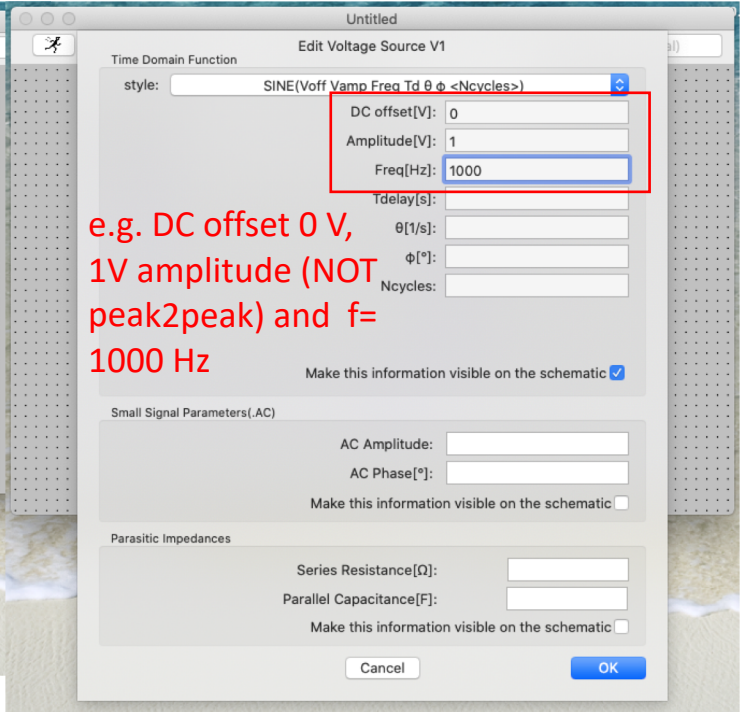 Untitled
al)
Edit Voltage Source V1
Time Domain Function
style: SINE(Voff Vamp Freq Td θ ϕ <Ncycles>)
DC offset[V]: 0
Amplitude[V]: 1
Freq[Hz]: 1000
Tdelay[s]:
θ[1/s]:
ϕ[°]:
Ncycles:
e.g. DC offset 0 V,
1V amplitude (NOT
peak2peak) and f=
1000 Hz
Make this information visible on the schematic
Small Signal Parameters(.AC)
AC Amplitude:
AC Phase[°]:
Make this information visible on the schematic
Parasitic Impedances
Series Resistance[Ω]:
Parallel Capacitance[F]:
Make this information visible on the schematic
Cancel OK